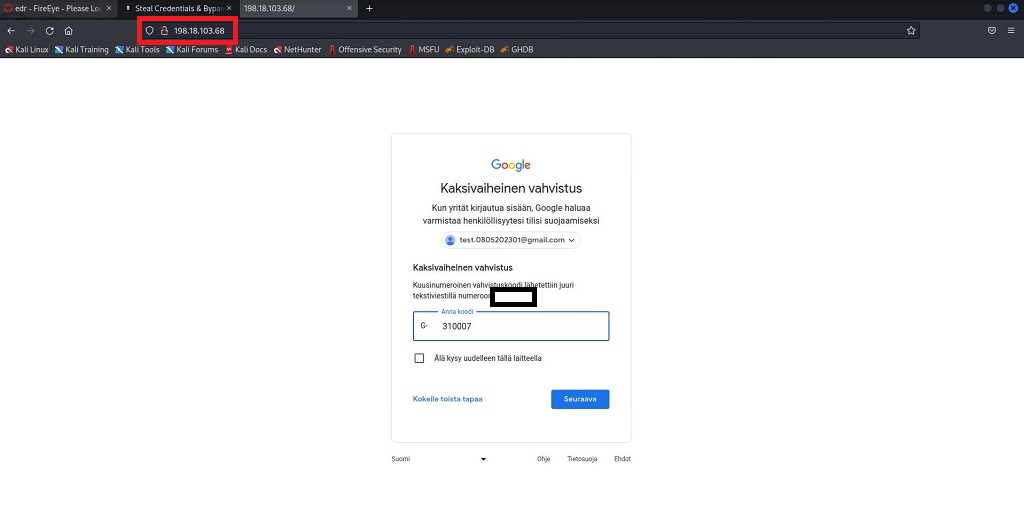 edr - FireEye - Please Loc
Steal Credentials & Bypas
198.18.103.68/
198.18.103.68
Kali Linux Kali Training Kali Tools Kali Forums Kali Docs NetHunter Offensive Security MSFU Exploit-DB GHDB
Google
Kaksivaiheinen vahvistus
Kun yrität kirjautua sisään, Google haluaa
varmistaa henkilöllisyytesi tilisi suojaamiseksi
test.0805202301@gmail.com
Kaksivaiheinen vahvistus
Kuusinumeroinen vahvistuskoodi lähetettiin juuri
tekstiviestillä numeroon
Anna koodi
G- 310007
Älä kysy uudelleen tällä laitteella
Kokeile toista tapaa
Seuraava
Suomi
Ohje Tietosuoja Ehdot